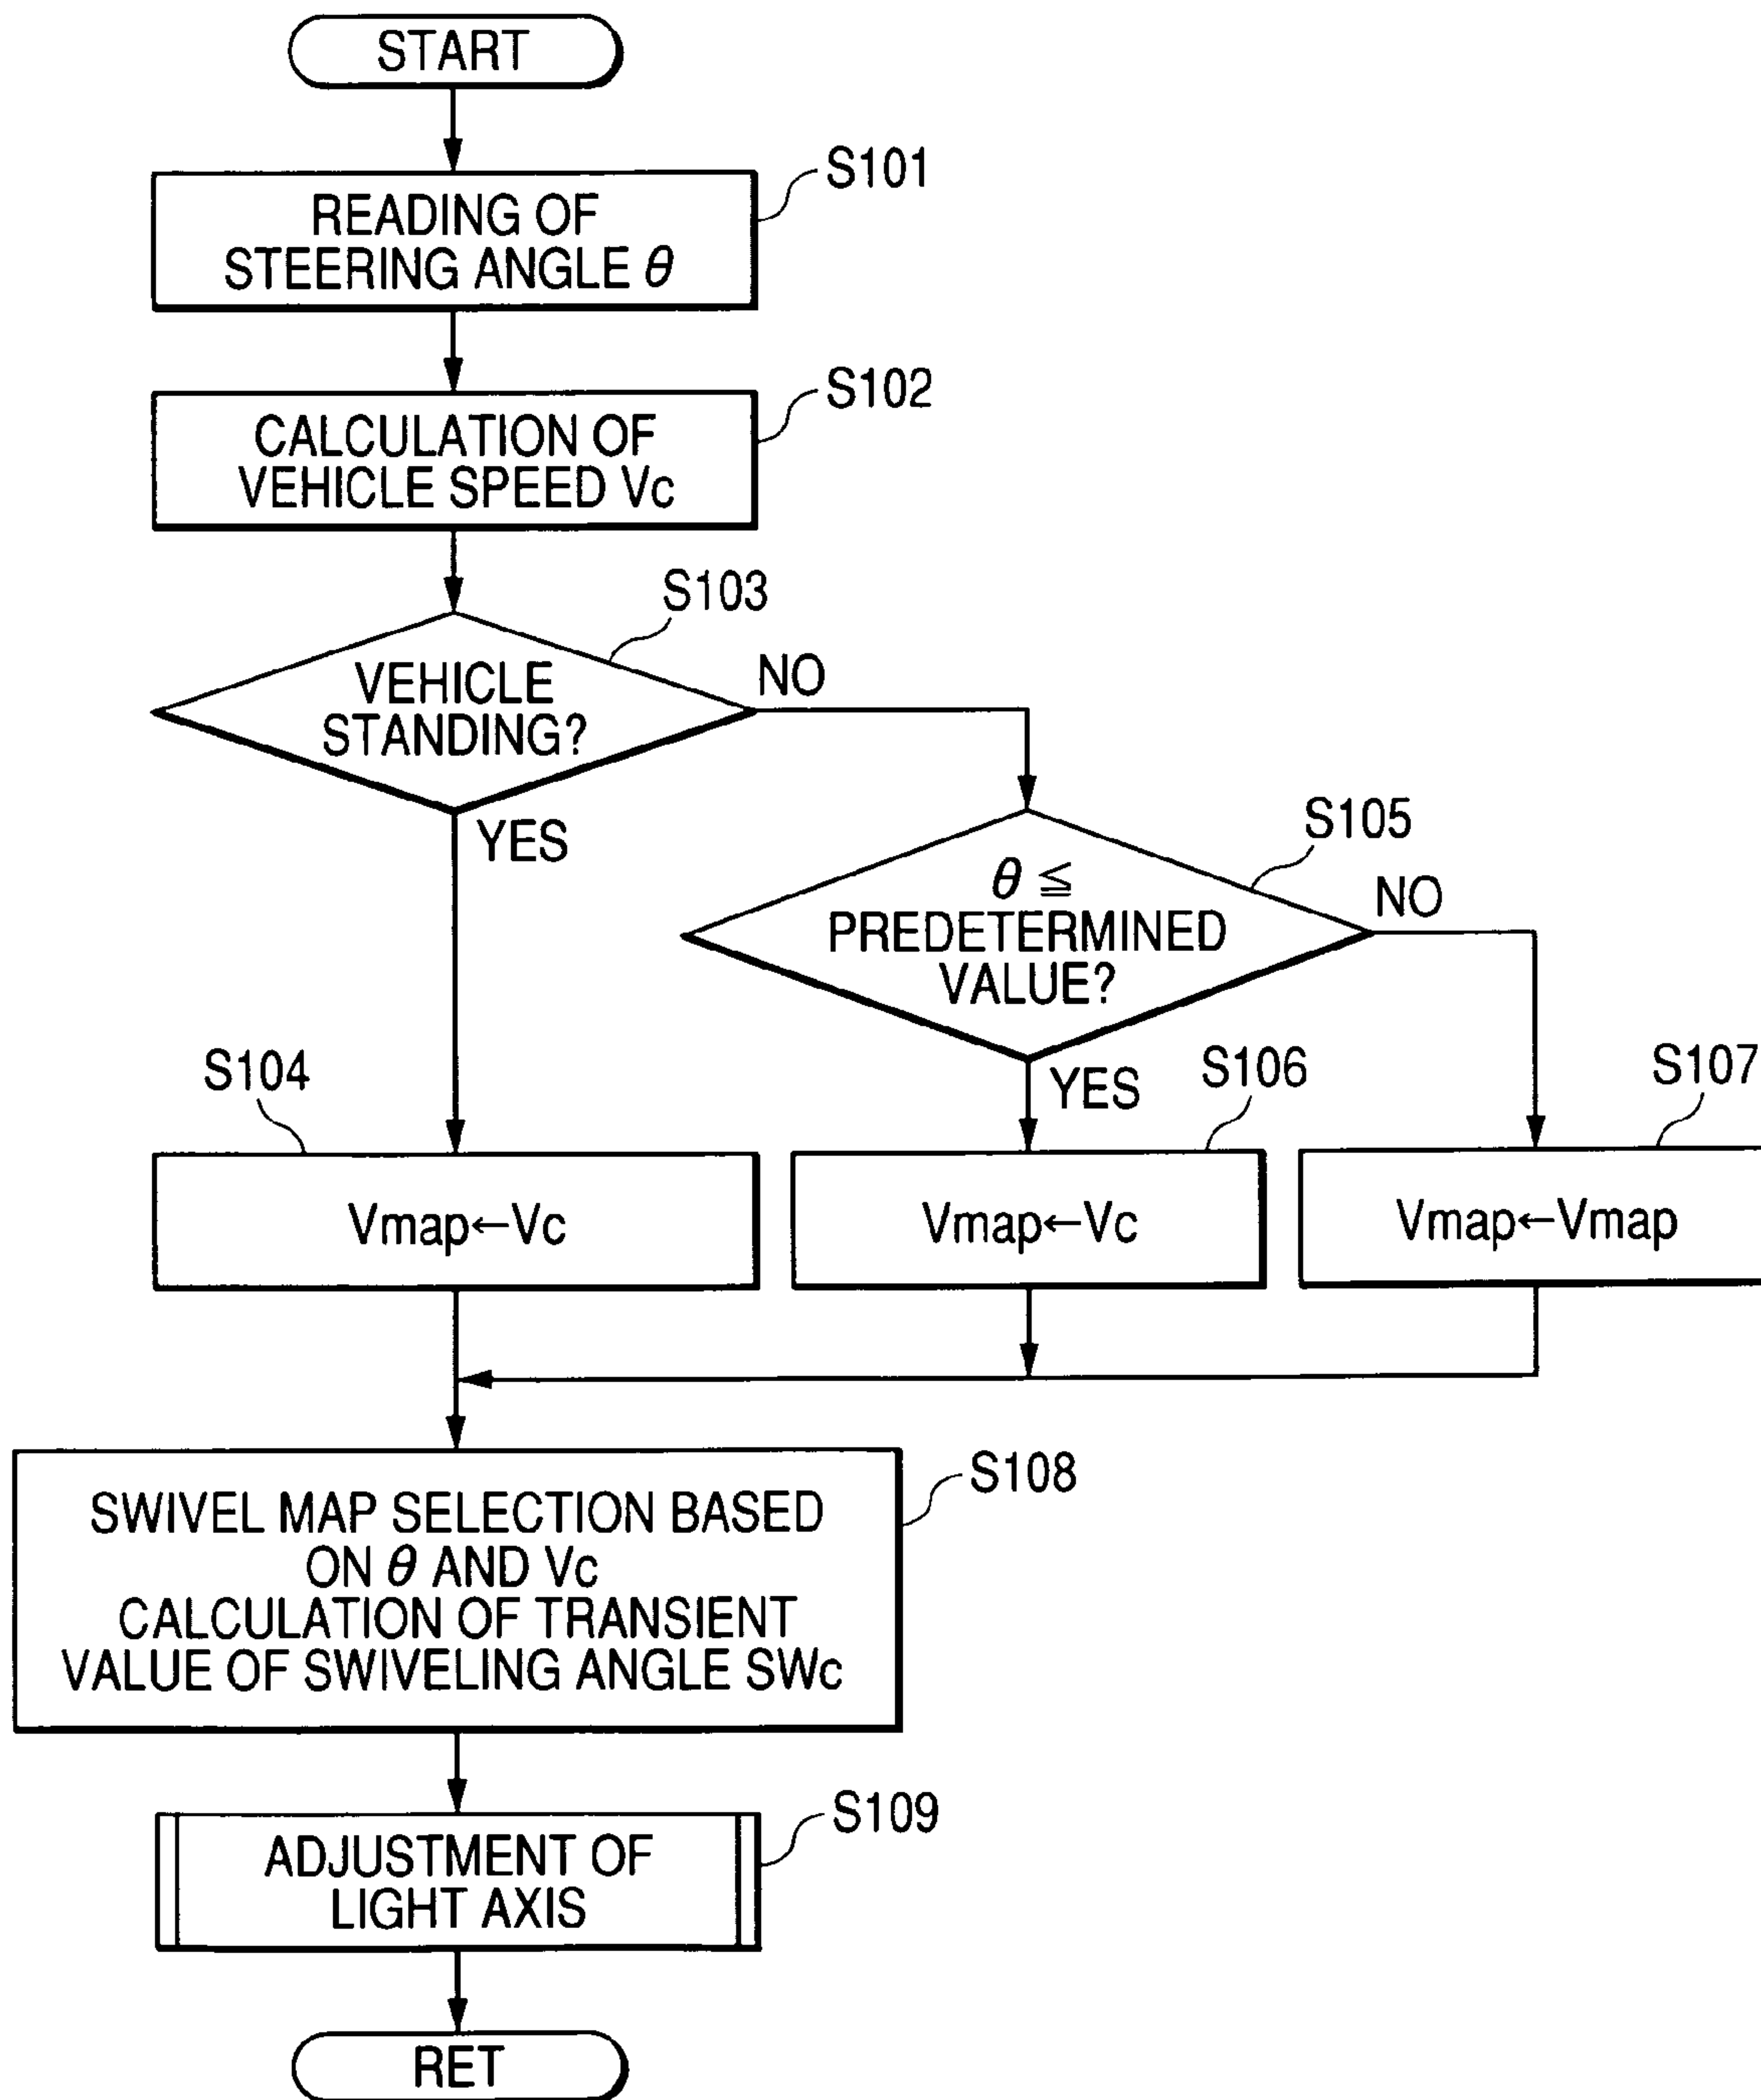 START
S101
READING OF
STEERING ANGLE θ
S102
CALCULATION OF
VEHICLE SPEED Vc
S103
VEHICLE
STANDING?
NO
YES
S105
θ ≦
PREDETERMINED
VALUE?
NO
YES
S104
Vmap←Vc
S106
Vmap←Vc
S107
Vmap←Vmap
S108
SWIVEL MAP SELECTION BASED
ON θ AND Vc
CALCULATION OF TRANSIENT
VALUE OF SWIVELING ANGLE SWc
S109
ADJUSTMENT OF
LIGHT AXIS
RET